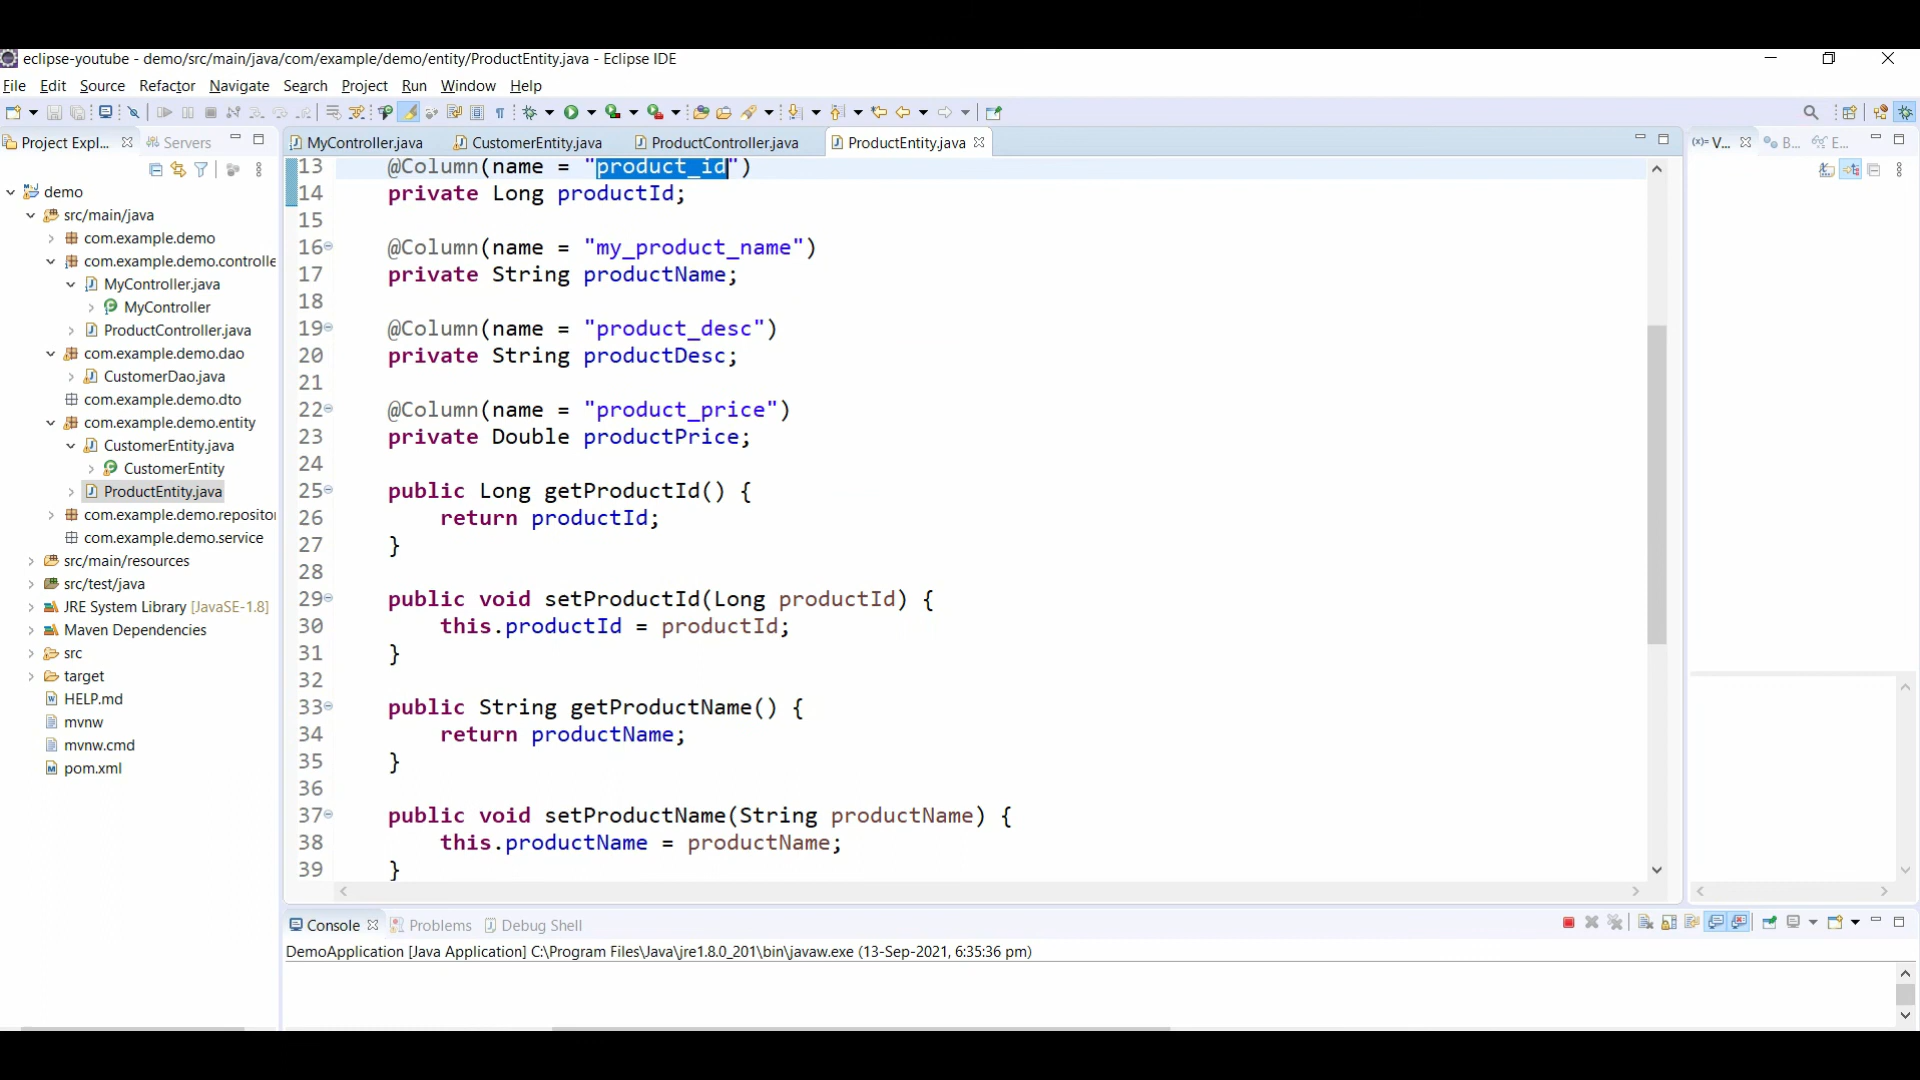 eclipse-youtube - demo/src/main/java/com/example/demo/entity/ProductEntity.java - Eclipse IDE
File Edit Source Refactor Navigate Search Project Run Window Help
Project Expl... Servers
MyController.java CustomerEntity.java ProductController.java ProductEntity.java
(x)= V... B... E...
demo
src/main/java
com.example.demo
com.example.demo.controlle
MyController.java
MyController
ProductController.java
com.example.demo.dao
CustomerDao.java
com.example.demo.dto
com.example.demo.entity
CustomerEntity.java
CustomerEntity
ProductEntity.java
com.example.demo.reposito
com.example.demo.service
src/main/resources
src/test/java
JRE System Library [JavaSE-1.8]
Maven Dependencies
src
target
HELP.md
mvnw
mvnw.cmd
pom.xml
13 @Column(name = "product_id")
14 private Long productId;
15
16 @Column(name = "my_product_name")
17 private String productName;
18
19 @Column(name = "product_desc")
20 private String productDesc;
21
22 @Column(name = "product_price")
23 private Double productPrice;
24
25 public Long getProductId() {
26 return productId;
27 }
28
29 public void setProductId(Long productId) {
30 this.productId = productId;
31 }
32
33 public String getProductName() {
34 return productName;
35 }
36
37 public void setProductName(String productName) {
38 this.productName = productName;
39 }
Console Problems Debug Shell
DemoApplication [Java Application] C:\Program Files\Java\jre1.8.0_201\bin\javaw.exe (13-Sep-2021, 6:35:36 pm)